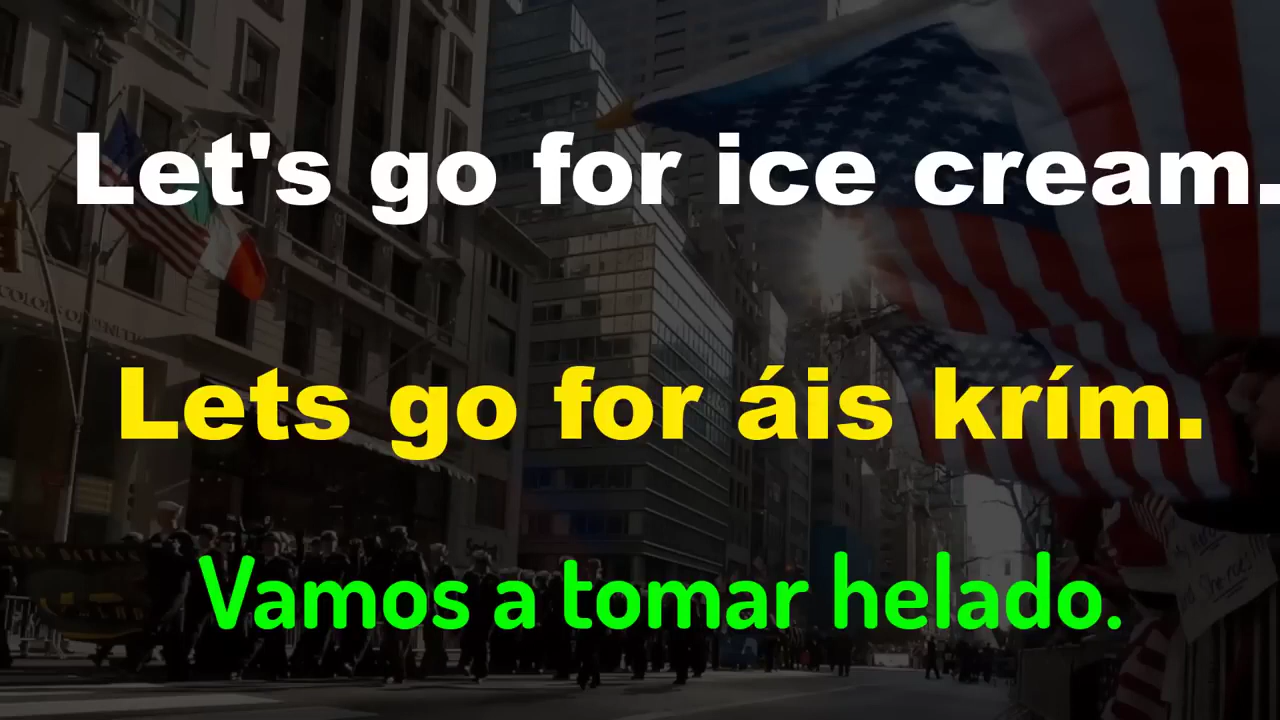 Let's go for ice cream.
Lets go for áis krím.
Vamos a tomar helado.